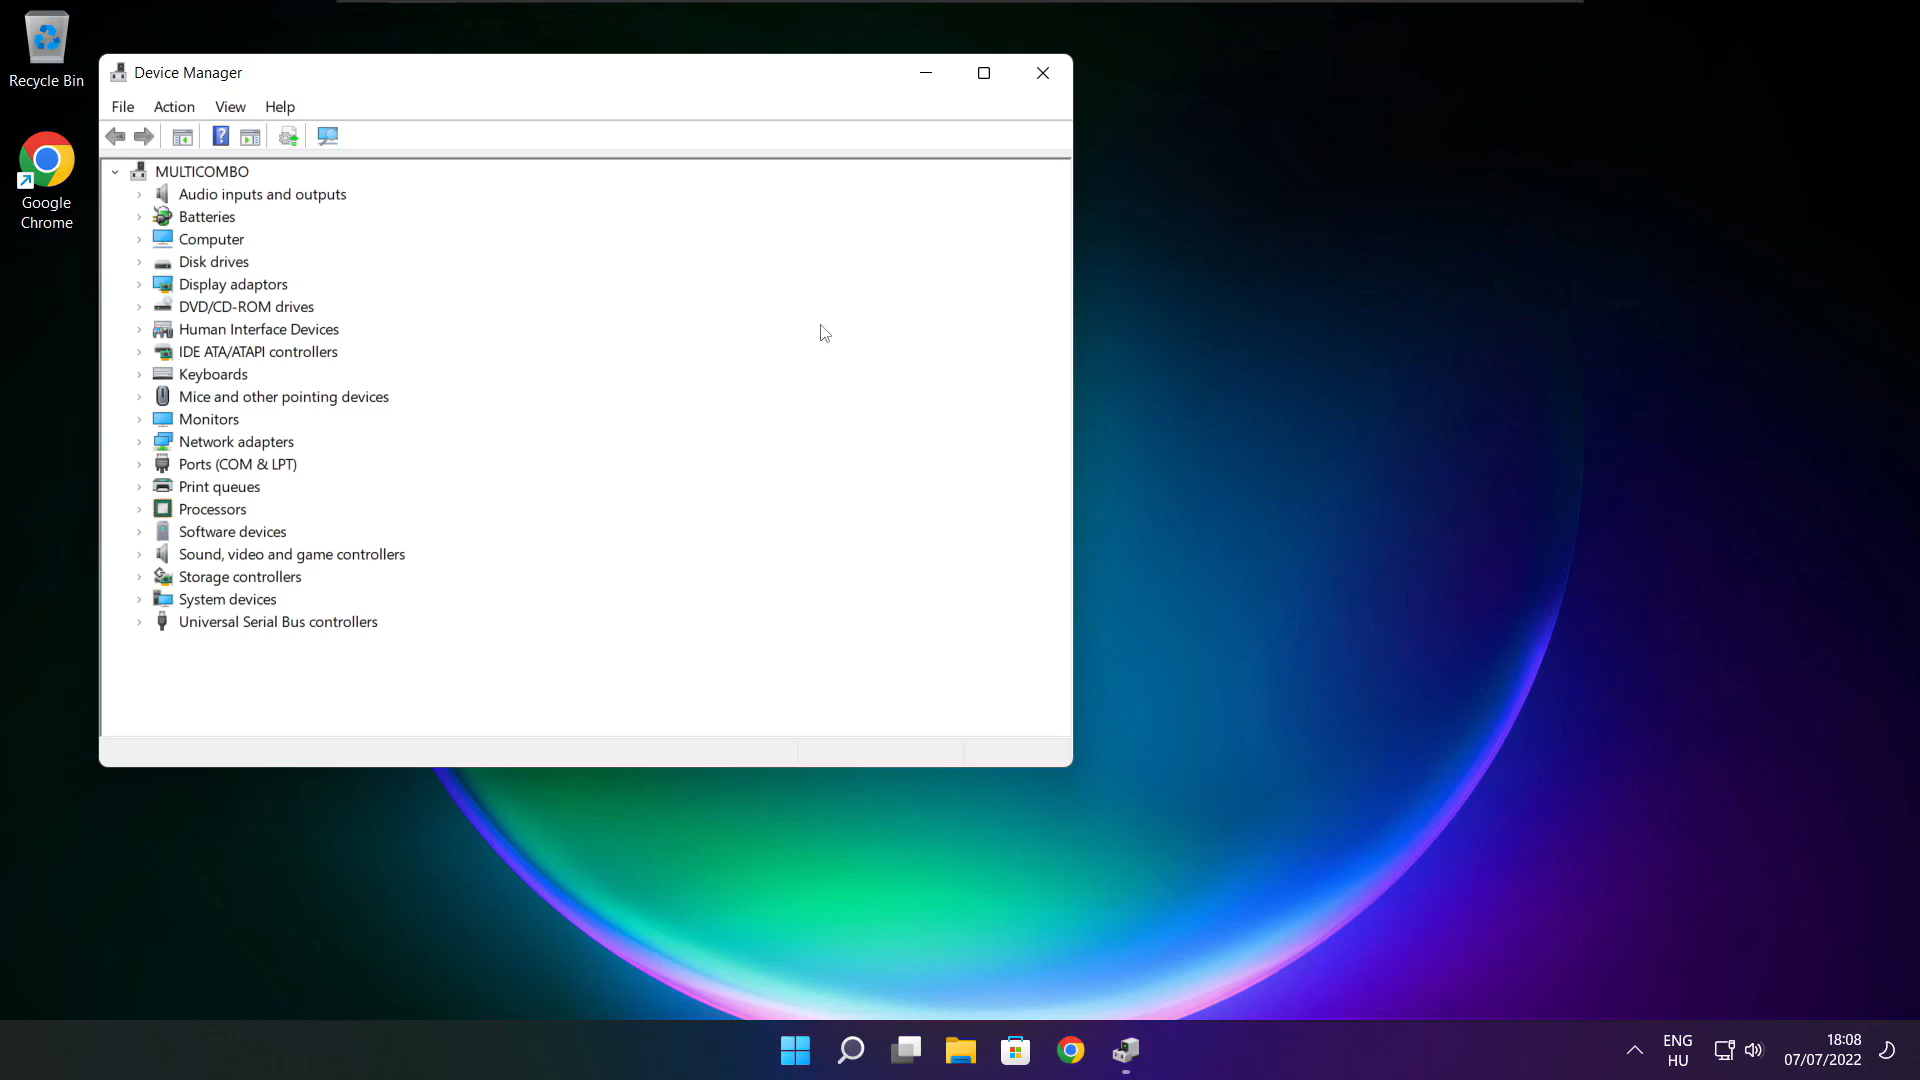 Recycle Bin
Google
Chrome
Device Manager
File Action View Help
MULTICOMBO
Audio inputs and outputs
Batteries
Computer
Disk drives
Display adaptors
DVD/CD-ROM drives
Human Interface Devices
IDE ATA/ATAPI controllers
Keyboards
Mice and other pointing devices
Monitors
Network adapters
Ports (COM & LPT)
Print queues
Processors
Software devices
Sound, video and game controllers
Storage controllers
System devices
Universal Serial Bus controllers
ENG
HU
18:08
07/07/2022